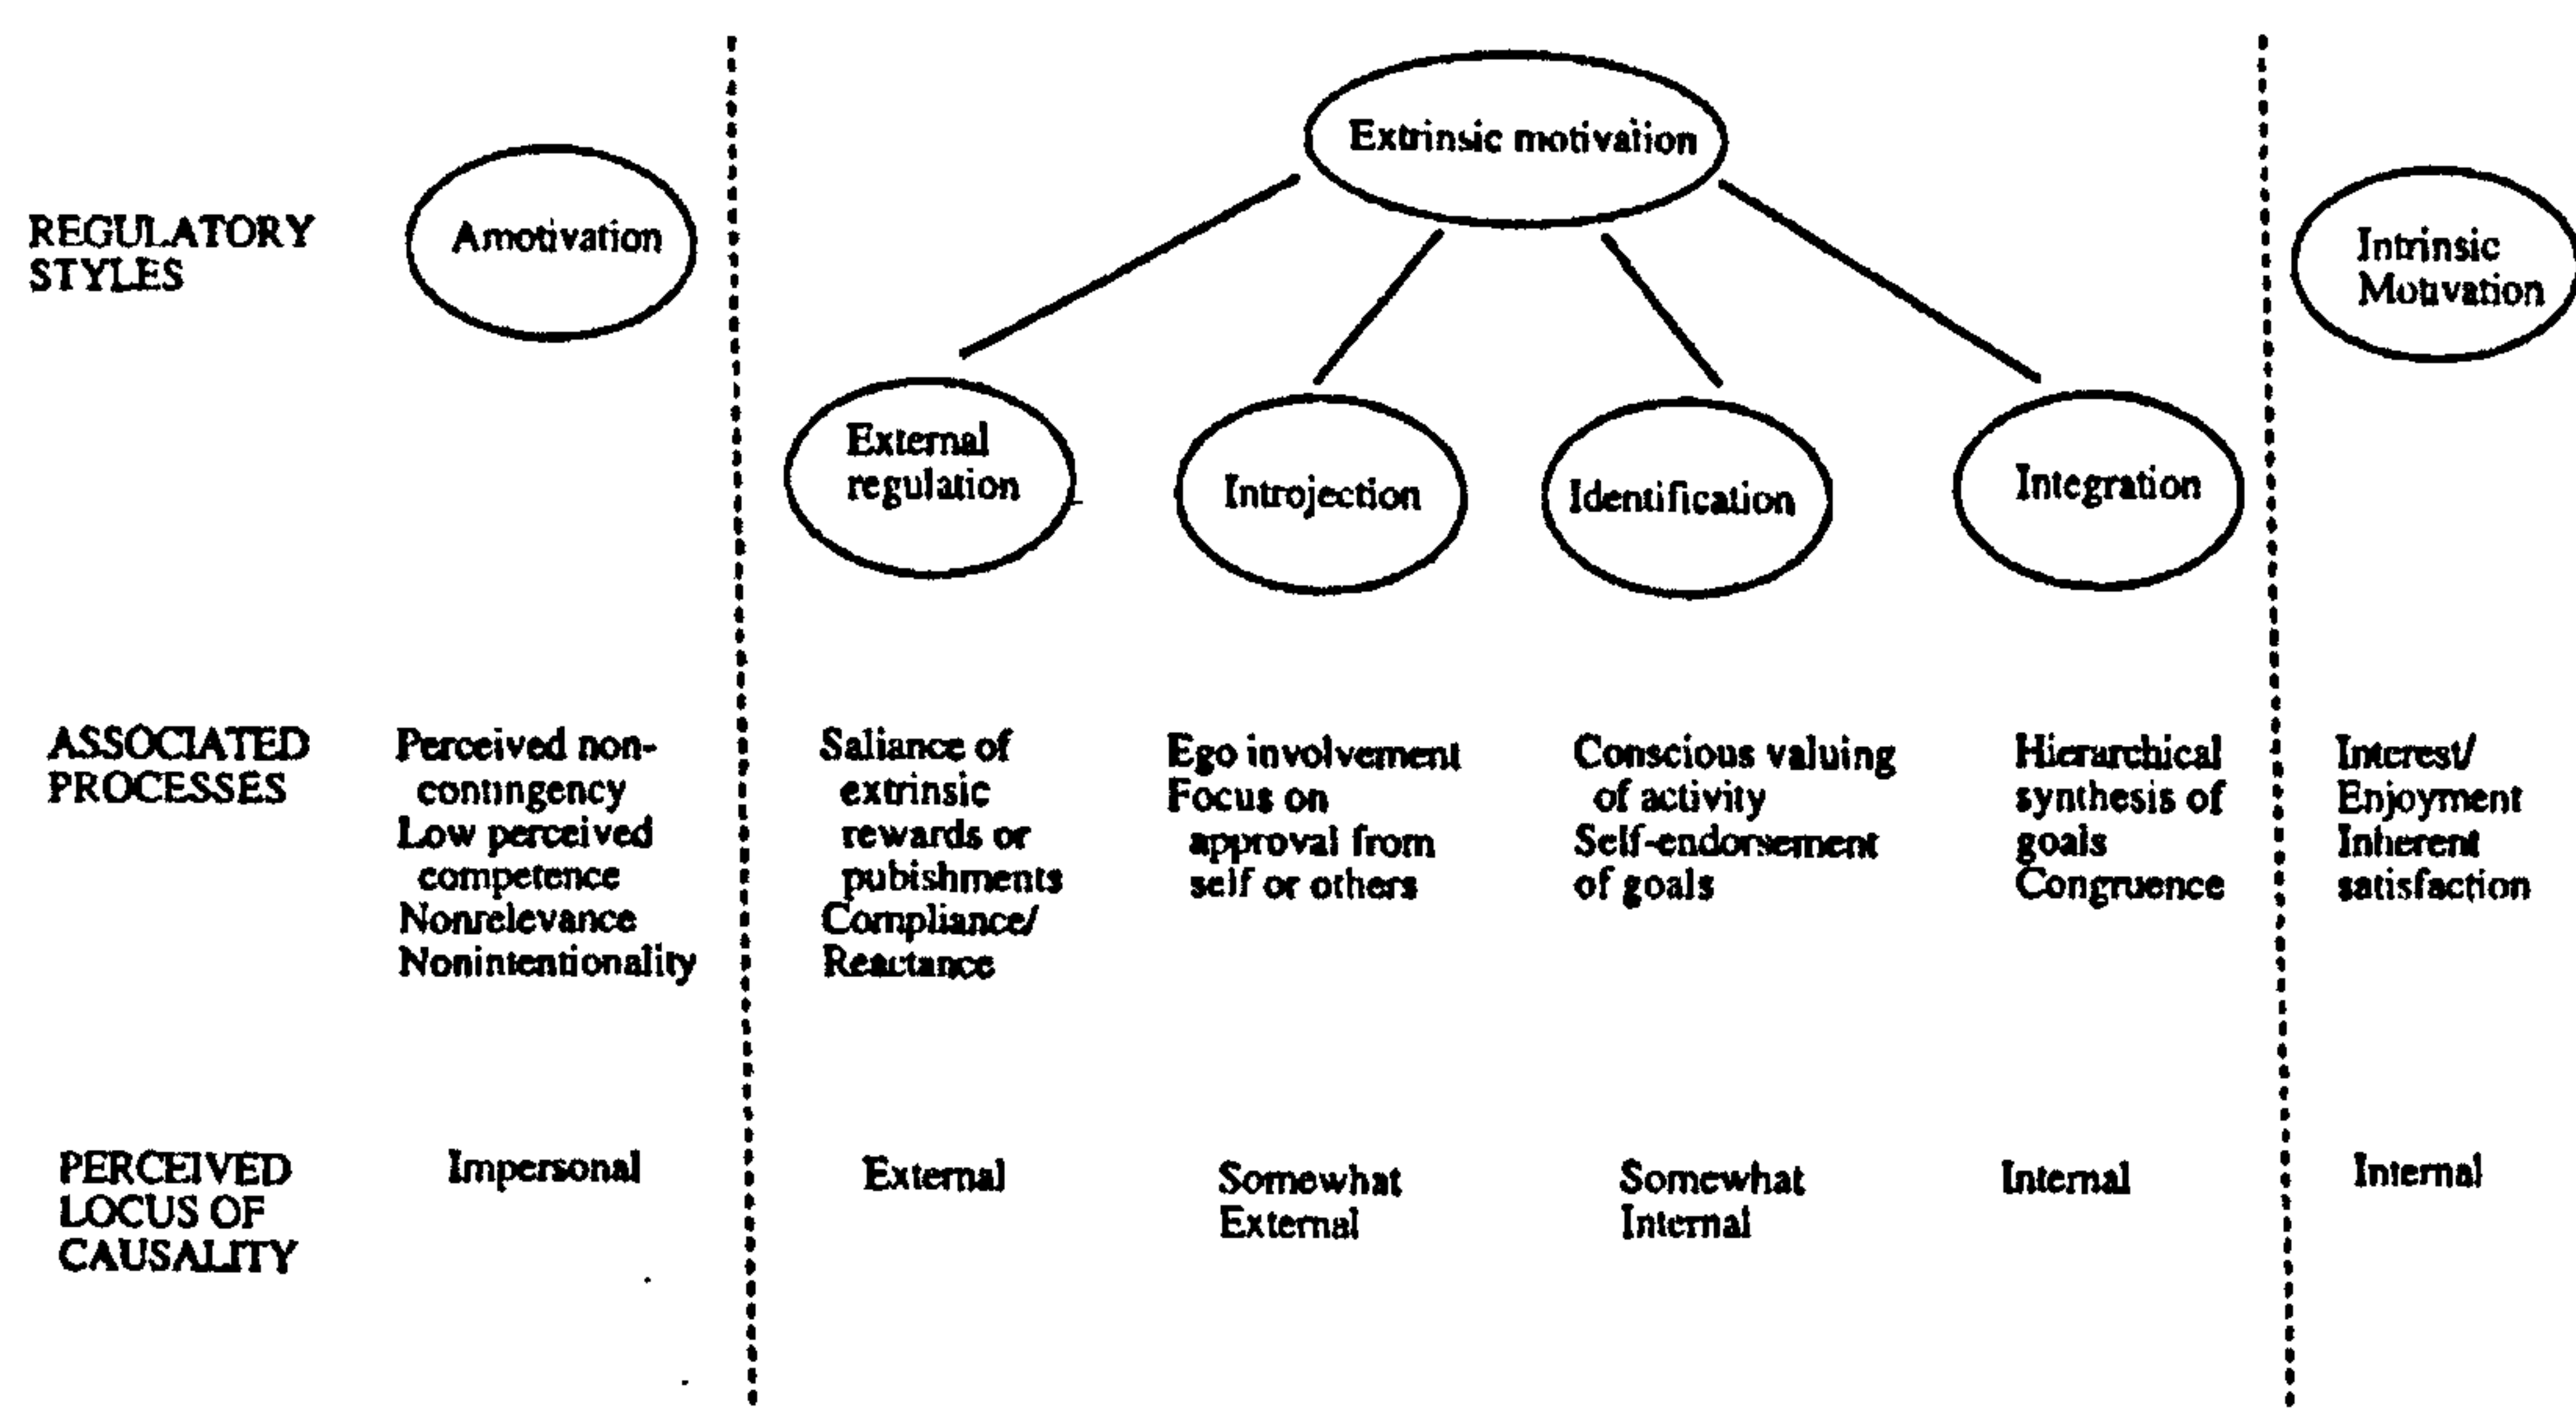 Extrinsic motivation
REGULATORY
STYLES
Amotivation
Intrinsic
Motivation
External
regulation
Introjection
Identification
Integration
ASSOCIATED
PROCESSES
Perceived non-
contingency
Low perceived
competence
Nonrelevance
Nonintentionality
Saliance of
extrinsic
rewards or
pubishments
Compliance/
Reactance
Ego involvement
Focus on
approval from
self or others
Conscious valuing
of activity
Self-endorsement
of goals
Hierarchical
synthesis of
goals
Congruence
Interest/
Enjoyment
Inherent
satisfaction
PERCEIVED
LOCUS OF
CAUSALITY
Impersonal
External
Somewhat
External
Somewhat
Internal
Internal
Internal